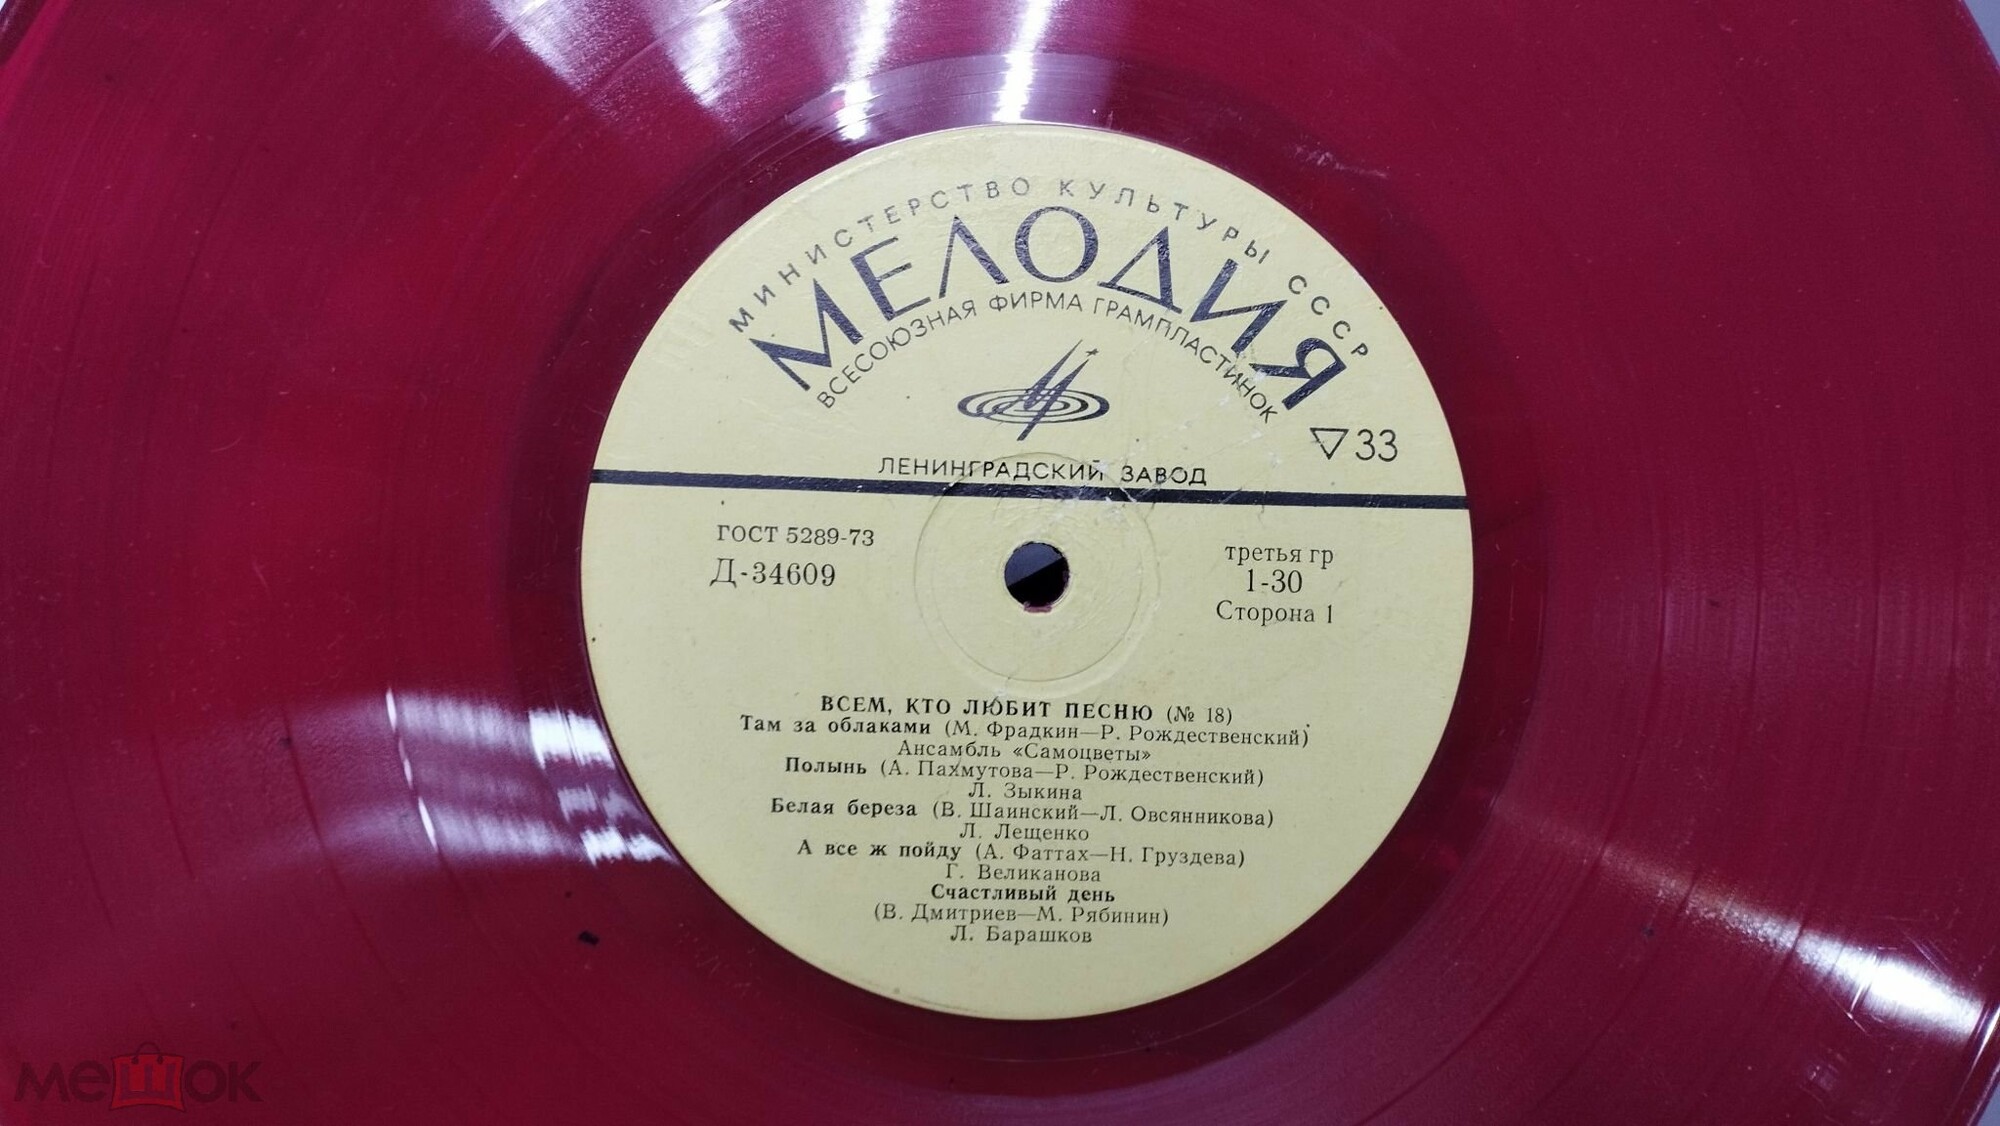 МИНИСТЕРСТВО КУЛЬТУРЫ СССР
МЕЛОДИЯ
ВСЕСОЮЗНАЯ ФИРМА ГРАМПЛАСТИНОК
▽33
ЛЕНИНГРАДСКИЙ ЗАВОД
ГОСТ 5289-73
Д-34609
третья гр
1-30
Сторона 1
ВСЕМ, КТО ЛЮБИТ ПЕСНЮ (№ 18)
Там за облаками (М. Фрадкин—Р. Рождественский)
Ансамбль «Самоцветы»
Полынь (А. Пахмутова—Р. Рождественский)
Л. Зыкина
Белая береза (В. Шаинский—Л. Овсянникова)
Л. Лещенко
А все ж пойду (А. Фаттах—Н. Груздева)
Г. Великанова
Счастливый день
(В. Дмитриев—М. Рябинин)
Л. Барашков
мешок